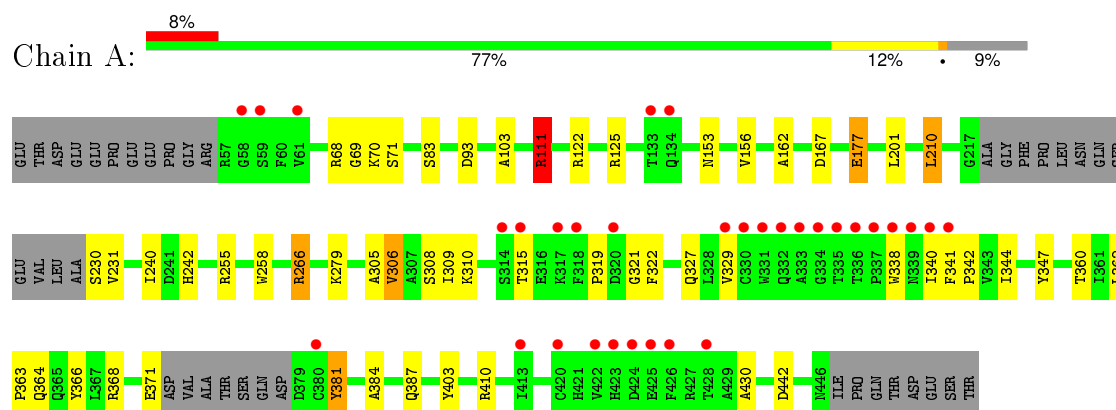 8%
Chain A:
77% 12% • 9%
GLU THR ASP GLU GLU PRO GLU GLU PRO GLY ARG R57 G58 S59 F60 V61 R68 G69 K70 S71 S83 D93 A103 R111 R122 R125 T133 Q134 N153 V156 A162 D167 E177 L201 L210 G217 ALA GLY PHE PRO LEU ASN GLN
GLU VAL LEU ALA S230 V231 I240 D241 H242 R255 W258 R266 K279 A305 V306 A307 S308 I309 K310 S314 T315 E316 K317 F318 P319 D320 G321 F322 Q327 L328 V329 C330 W331 Q332 A333 G334 T335 T336 P337 W338 N339 I340 F341 P342 V343 I344 Y347 T360 I361
P363 Q364 Q365 Y366 L367 R368 E371 ASP VAL ALA THR SER GLN ASP D379 C380 Y381 A384 Q387 Y403 R410 I413 C420 H421 V422 H423 D424 E425 F426 R427 T428 A429 A430 D442 N446 ILE PRO GLN THR ASP GLU SER THR